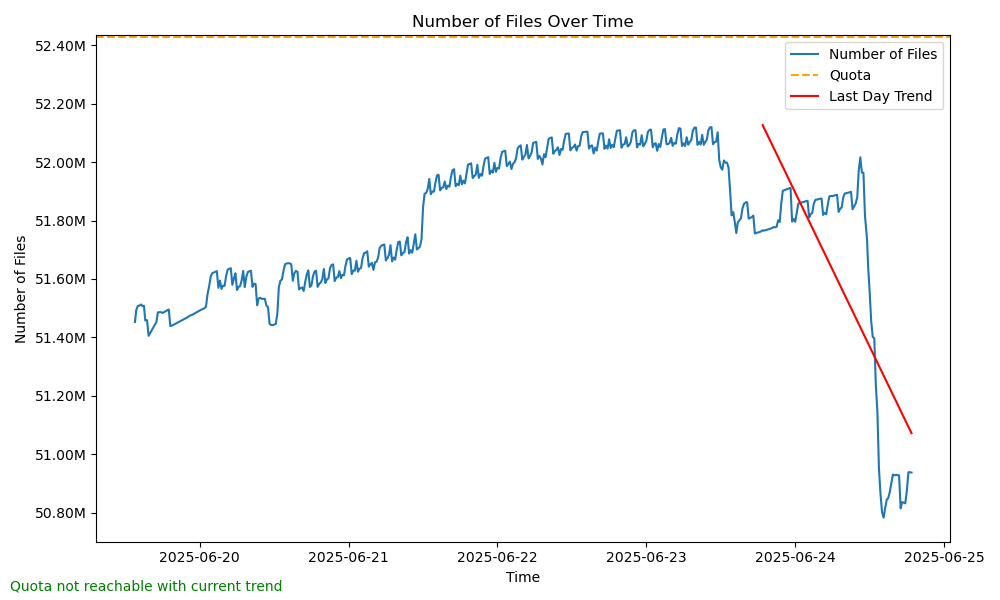 Number of Files Over Time
52.40M
52.20M
52.00M
51.80M
51.60M
51.40M
51.20M
51.00M
50.80M
Number of Files
Number of Files
Quota
Last Day Trend
2025-06-20
2025-06-21
2025-06-22
2025-06-23
2025-06-24
2025-06-25
Time
Quota not reachable with current trend